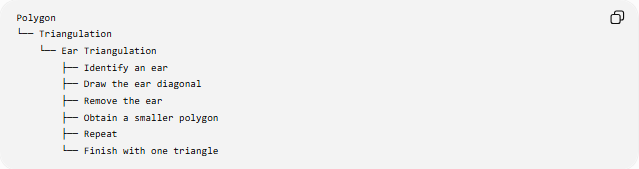 Polygon
└── Triangulation
    └── Ear Triangulation
        ├── Identify an ear
        ├── Draw the ear diagonal
        ├── Remove the ear
        ├── Obtain a smaller polygon
        ├── Repeat
        └── Finish with one triangle